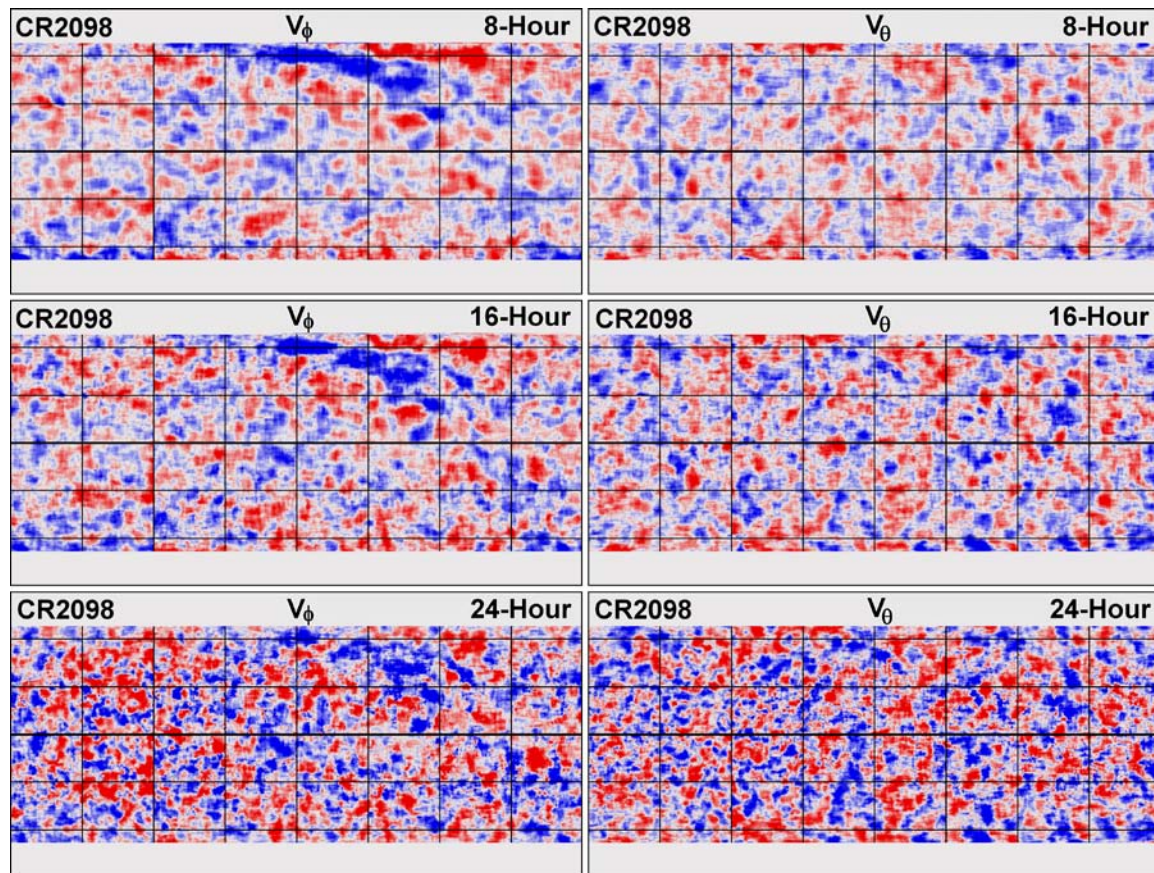 CR2098 Vϕ 8-Hour
CR2098 Vθ 8-Hour
CR2098 Vϕ 16-Hour
CR2098 Vθ 16-Hour
CR2098 Vϕ 24-Hour
CR2098 Vθ 24-Hour